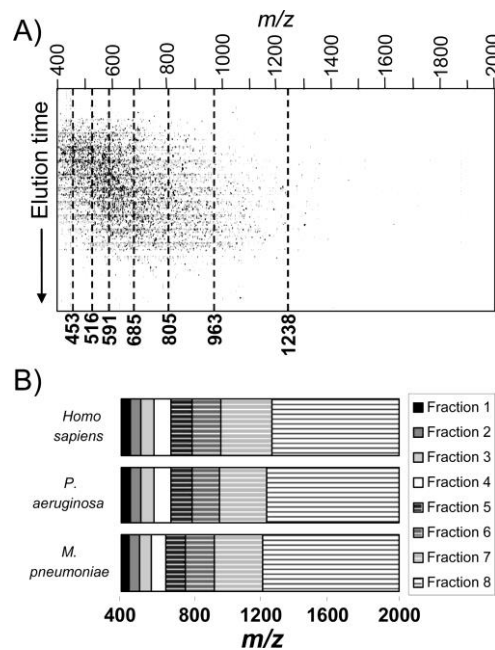 A)
m/z
400 600 800 1000 1200 1400 1600 1800 2000
Elution time
453 516 591 685 805 963 1238
B)
Homo
sapiens
P.
aeruginosa
M.
pneumoniae
Fraction 1
Fraction 2
Fraction 3
Fraction 4
Fraction 5
Fraction 6
Fraction 7
Fraction 8
400 800 1200 1600 2000
m/z